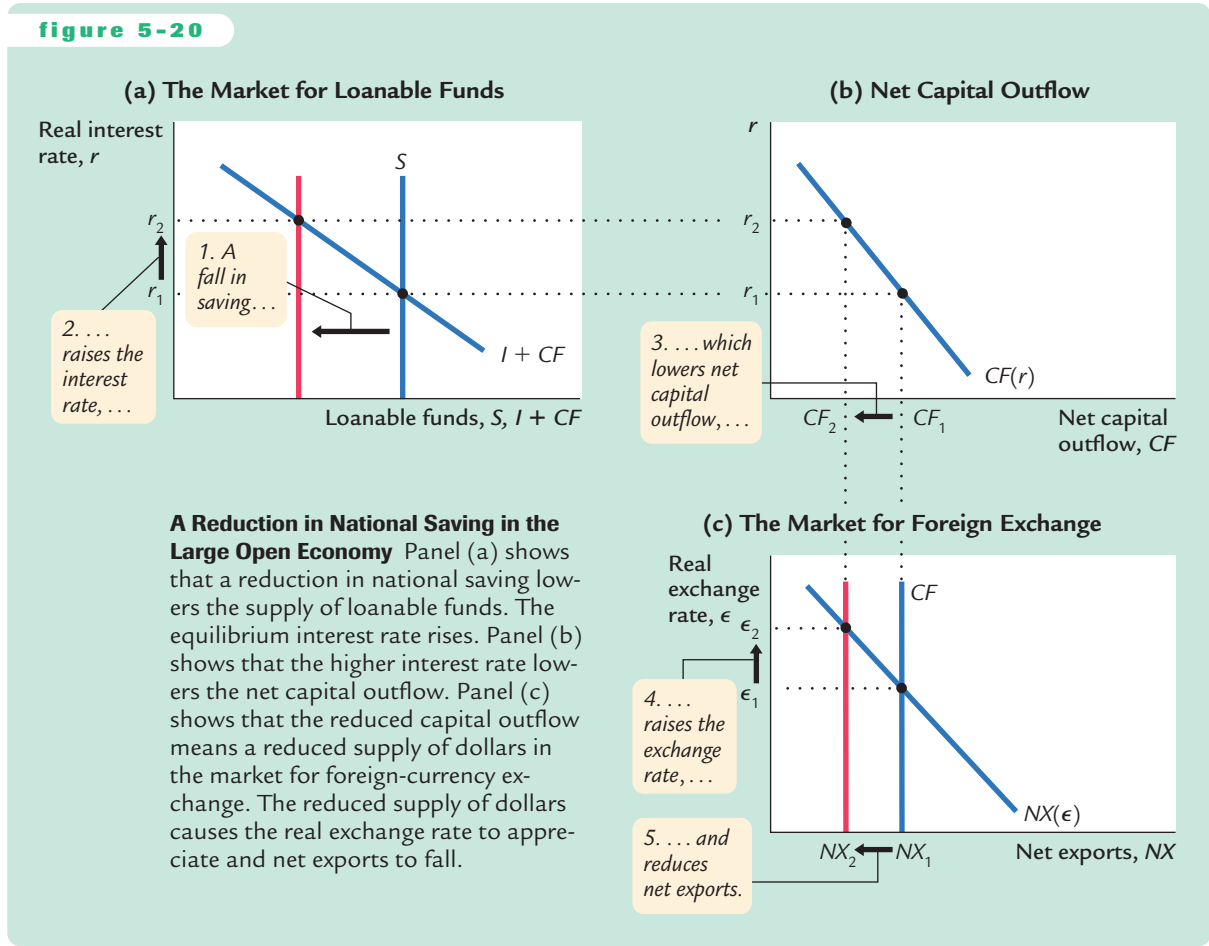 figure 5-20
(a) The Market for Loanable Funds
Real interest
rate, r
S
r₂
r₁
1. A
fall in
saving...
2. ...
raises the
interest
rate, ...
I + CF
Loanable funds, S, I + CF
(b) Net Capital Outflow
r
r₂
r₁
3. ...which
lowers net
capital
outflow, ...
CF(r)
CF₂
CF₁
Net capital
outflow, CF
A Reduction in National Saving in the
Large Open Economy Panel (a) shows
that a reduction in national saving low-
ers the supply of loanable funds. The
equilibrium interest rate rises. Panel (b)
shows that the higher interest rate low-
ers the net capital outflow. Panel (c)
shows that the reduced capital outflow
means a reduced supply of dollars in
the market for foreign-currency ex-
change. The reduced supply of dollars
causes the real exchange rate to appre-
ciate and net exports to fall.
(c) The Market for Foreign Exchange
Real
exchange
rate, ϵ
CF
ϵ₂
ϵ₁
4. ...
raises the
exchange
rate, ...
NX(ϵ)
5. ...and
reduces
net exports.
NX₂
NX₁
Net exports, NX